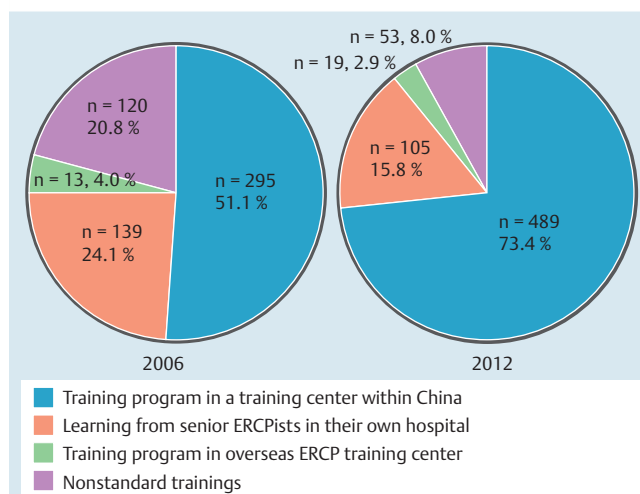 n = 53, 8.0 %
n = 19, 2.9 %
n = 120
20.8 %
n = 13, 4.0 %
n = 295
51.1 %
n = 139
24.1 %
n = 105
15.8 %
n = 489
73.4 %
2006
2012
Training program in a training center within China
Learning from senior ERCPists in their own hospital
Training program in overseas ERCP training center
Nonstandard trainings